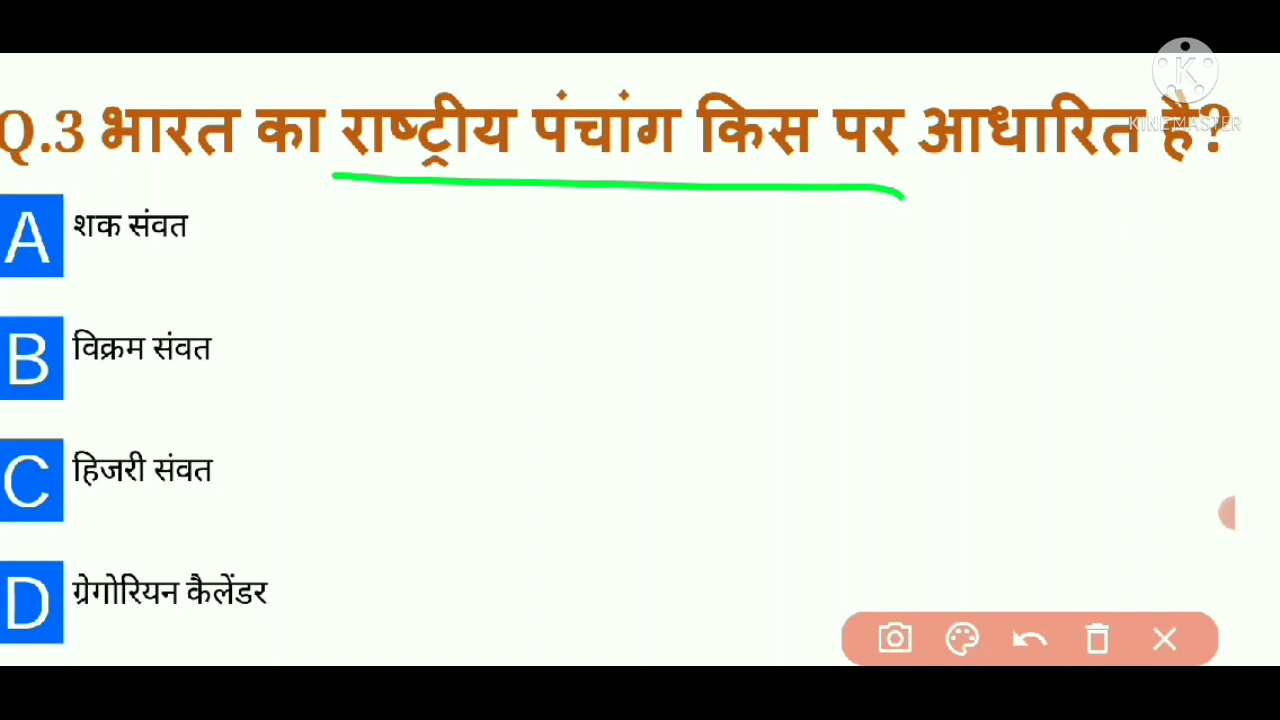 Q.3 भारत का राष्ट्रीय पंचांग किस पर आधारित है?
K
KINEMASTER
A शक संवत
B विक्रम संवत
C हिजरी संवत
D ग्रेगोरियन कैलेंडर